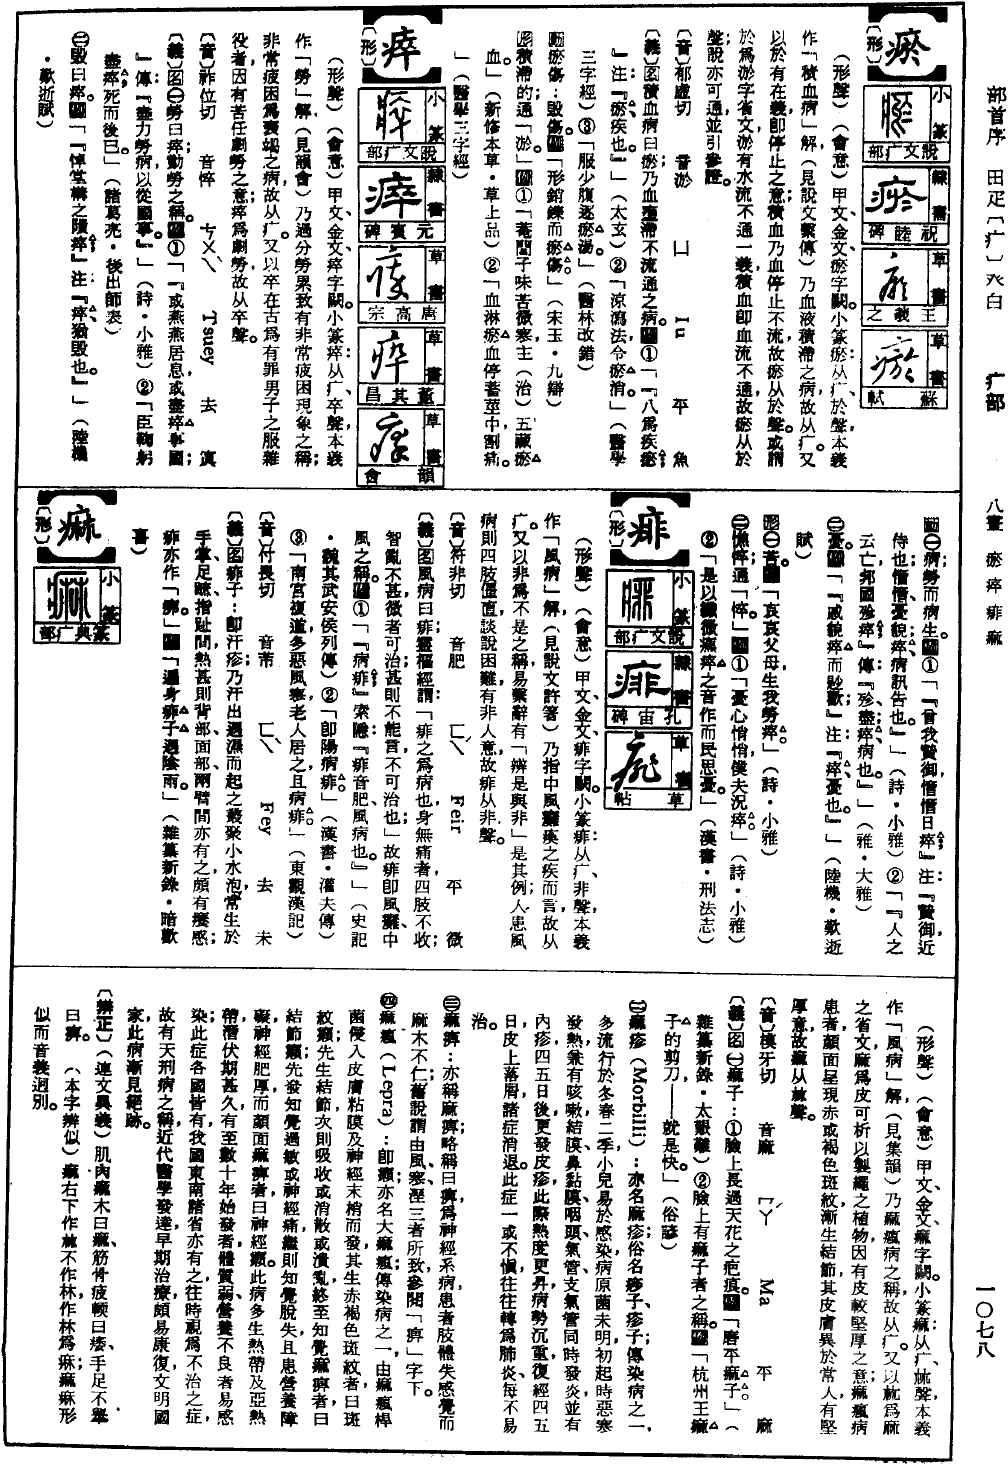 部首序 田疋〔疒〕癶白 疒部 八畫 瘀瘁痱痲
一〇七八
瘀
〔形〕
小篆 說文疒部
隸書 祝睦碑
草書 王羲之
草書 蘇軾
(形聲)(會意)甲文、金文瘀字闕。小篆瘀:从疒、於聲,本義
作「積血病」解,(見說文繫傳)乃血液積滯之病,故从疒。又
以於有在義,卽停止之意,積血乃血停止不流,故瘀从於聲。或謂
於爲淤字省文,淤有水流不通一義,積血卽血流不通,故瘀从於
聲,說亦可通,並引參證。
〔音〕郁虛切 音淤 ㄩ Iu 平 魚
〔義〕名積血病曰瘀,乃血壅滯不流通之病。例①「『八爲疾瘀
』注:『瘀疾也。』」(太玄)②「涼瀉法,令瘀消。」(醫學
三字經)③「服少腹逐瘀湯。」(醫林改錯)
動瘀傷:毀傷。例「形銷鑠而瘀傷。」(宋玉・九辯)
形積滯的,通「淤」。例①「菴閭子味苦微寒,主(治)五藏瘀
血。」(新修本草・草上品)②「血淋瘀血停蓄莖中,割痛。
」(醫學三字經)
瘁
〔形〕
小篆 說文疒部
隸書 元賓碑
草書 唐高宗
草書 董其昌
草書 韻會
(形聲)(會意)甲文、金文瘁字闕。小篆瘁:从疒、卒聲,本義
作「勞」解,(見韻會)乃過分勞累致有非常疲困現象之稱;
非常疲困爲衰竭之病,故从疒。又以卒在古爲有罪男子之服雜
役者,因有苦任劇勞之意,瘁爲劇勞,故从卒聲。
〔音〕祚位切 音悴 ㄘㄨㄟˋ Tsuey 去 寘
〔義〕名㊀勞曰瘁,勤勞之稱。例①「『或燕燕居息,或盡瘁事國
』傳:『盡力勞病,以從國事。』」(詩・小雅)②「臣鞠躬
盡瘁,死而後已。」(諸葛亮・後出師表)
㊁毀曰瘁。例「『悼堂構之隤瘁』注『瘁猶毀也。』」(陸機
・歎逝賦)
動㊀病,勞而病生。例①「『曾我暬御,憯憯日瘁。』注:『暬御,近
侍也;憯憯,憂貌;瘁,病;訊,告也。』」(詩・小雅)②「『人之
云亡,邦國殄瘁』傳『殄,盡;瘁,病也。』」(雅・大雅)
㊁憂。例「『戚貌瘁而尠歡』注:『瘁,憂也。』」(陸機・歎逝
賦)
形㊀苦。例「哀哀父母,生我勞瘁。」(詩・小雅)
㊁憔悴,通「悴」。例①「憂心悄悄,僕夫況瘁。」(詩・小雅)
②「是以纖微癄瘁之音作,而民思憂。」(漢書・刑法志)
痱
〔形〕
小篆 說文疒部
隸書 孔宙碑
草書 草帖
(形聲)(會意)甲文、金文痱字闕。小篆痱:从疒、非聲,本義
作「風病」解,(見說文許箸)乃指中風癱瘓之疾而言,故从
疒。又以非爲不是之稱,易繫辭有「辨是與非」是其例,人患風
病則四肢僵直,談說困難,有非人意,故痱从非聲。
〔音〕符非切 音肥 ㄈㄟˊ Feir 平 微
〔義〕名風病曰痱,靈樞經謂「痱之爲病也,身無痛者,四肢不收;
智亂不甚,微者可治;甚則不能言,不可治也」故痱卽風癱、中
風之稱。例①「『病痱』索隱:『痱音肥,風病也。』」(史記
・魏其武安侯列傳)②「卽陽病痱。」(漢書・灌夫傳)
③「南宮複道多惡風寒,老人居之且病痱。」(東觀漢記)
〔音〕付畏切 音芾 ㄈㄟˋ Fey 去 未
〔義〕名痱子:卽汗疹;乃汗出遇濕而起之叢聚小水泡,常生於
手掌、足蹠、指趾間;熱甚則背部、面部、兩臂間亦有之,頗有癢感;
痱亦作「疿」。例「遍身痱子遇陰雨」(雜纂新錄・暗歡
喜)
痲
〔形〕
小篆 篆典疒部
(形聲)(會意)甲文、金文痲字闕。小篆痲:从疒、𣏟聲,本義
作「風病」解,(見集韻)乃痲瘋病之稱,故从疒。又以𣏟爲麻
之省文,麻爲皮可析以製繩之植物,因有皮較堅厚之意,痲瘋病
患者,顏面呈現赤或褐色斑紋,漸生結節,其皮膚異於常人,有堅
厚意,故痲从𣏟聲。
〔音〕謨牙切 音麻 ㄇㄚˊ Ma 平 麻
〔義〕名㊀痲子:①臉上長過天花之疤痕。例「唐平痲子。」(
雜纂新錄・太艱難)②臉上有痲子者之稱。例「杭州王痲
子的剪刀——就是快。」(俗諺)
㊁痲疹(Morbilli):亦名麻疹,俗名痧子、疹子;傳染病之一,
多流行於冬春二季,小兒易於感染,病原菌未明,初起時惡寒
發熱,兼有咳嗽,結膜、鼻黏膜、咽頭、氣管、支氣管同時發炎,並有
內疹,四五日後更發皮疹,此際熱度更昇,病勢沉重,復經四五
日,皮上落屑,諸症消退。此症一或不愼,往往轉爲肺炎,每不易
治。
㊂痲痹:亦稱麻痹,略稱曰痹,爲神經系病,患者肢體失感覺而
麻木不仁,舊說謂由風、寒、溼三者所致,參閱「痹」字下。
㊃痲瘋(Lepra):卽癩,亦名大痲瘋,傳染病之一,由痲瘋桿
菌侵入皮膚粘膜及神經末梢而發,其生赤褐色斑紋者,曰斑
紋癩,先生結節,次則吸收或消散或潰亂,終至知覺痲痹者,曰
結節癩;先發知覺過敏或神經痛,繼則知覺脫失,且患營養障
礙,神經肥厚,而顏面痲痹者,曰神經癩。此病多生熱帶及亞熱
帶,潛伏期甚久,有至數十年始發者,體質弱,營養不良者易感
染,此症各國皆有,我國東南諸省亦有之,往時視爲不治之症,
故有天刑病之稱,近代醫學發達,早期治療,頗易康復,文明國
家,此病漸見絕跡。
〔辨正〕(連文異義)肌肉痲木曰痲,筋骨疲頓曰痿,手足不舉
曰痹。(本字辨似)痲右下作𣏟不作林,作林爲痳;痲痳形
似而音義迥別。